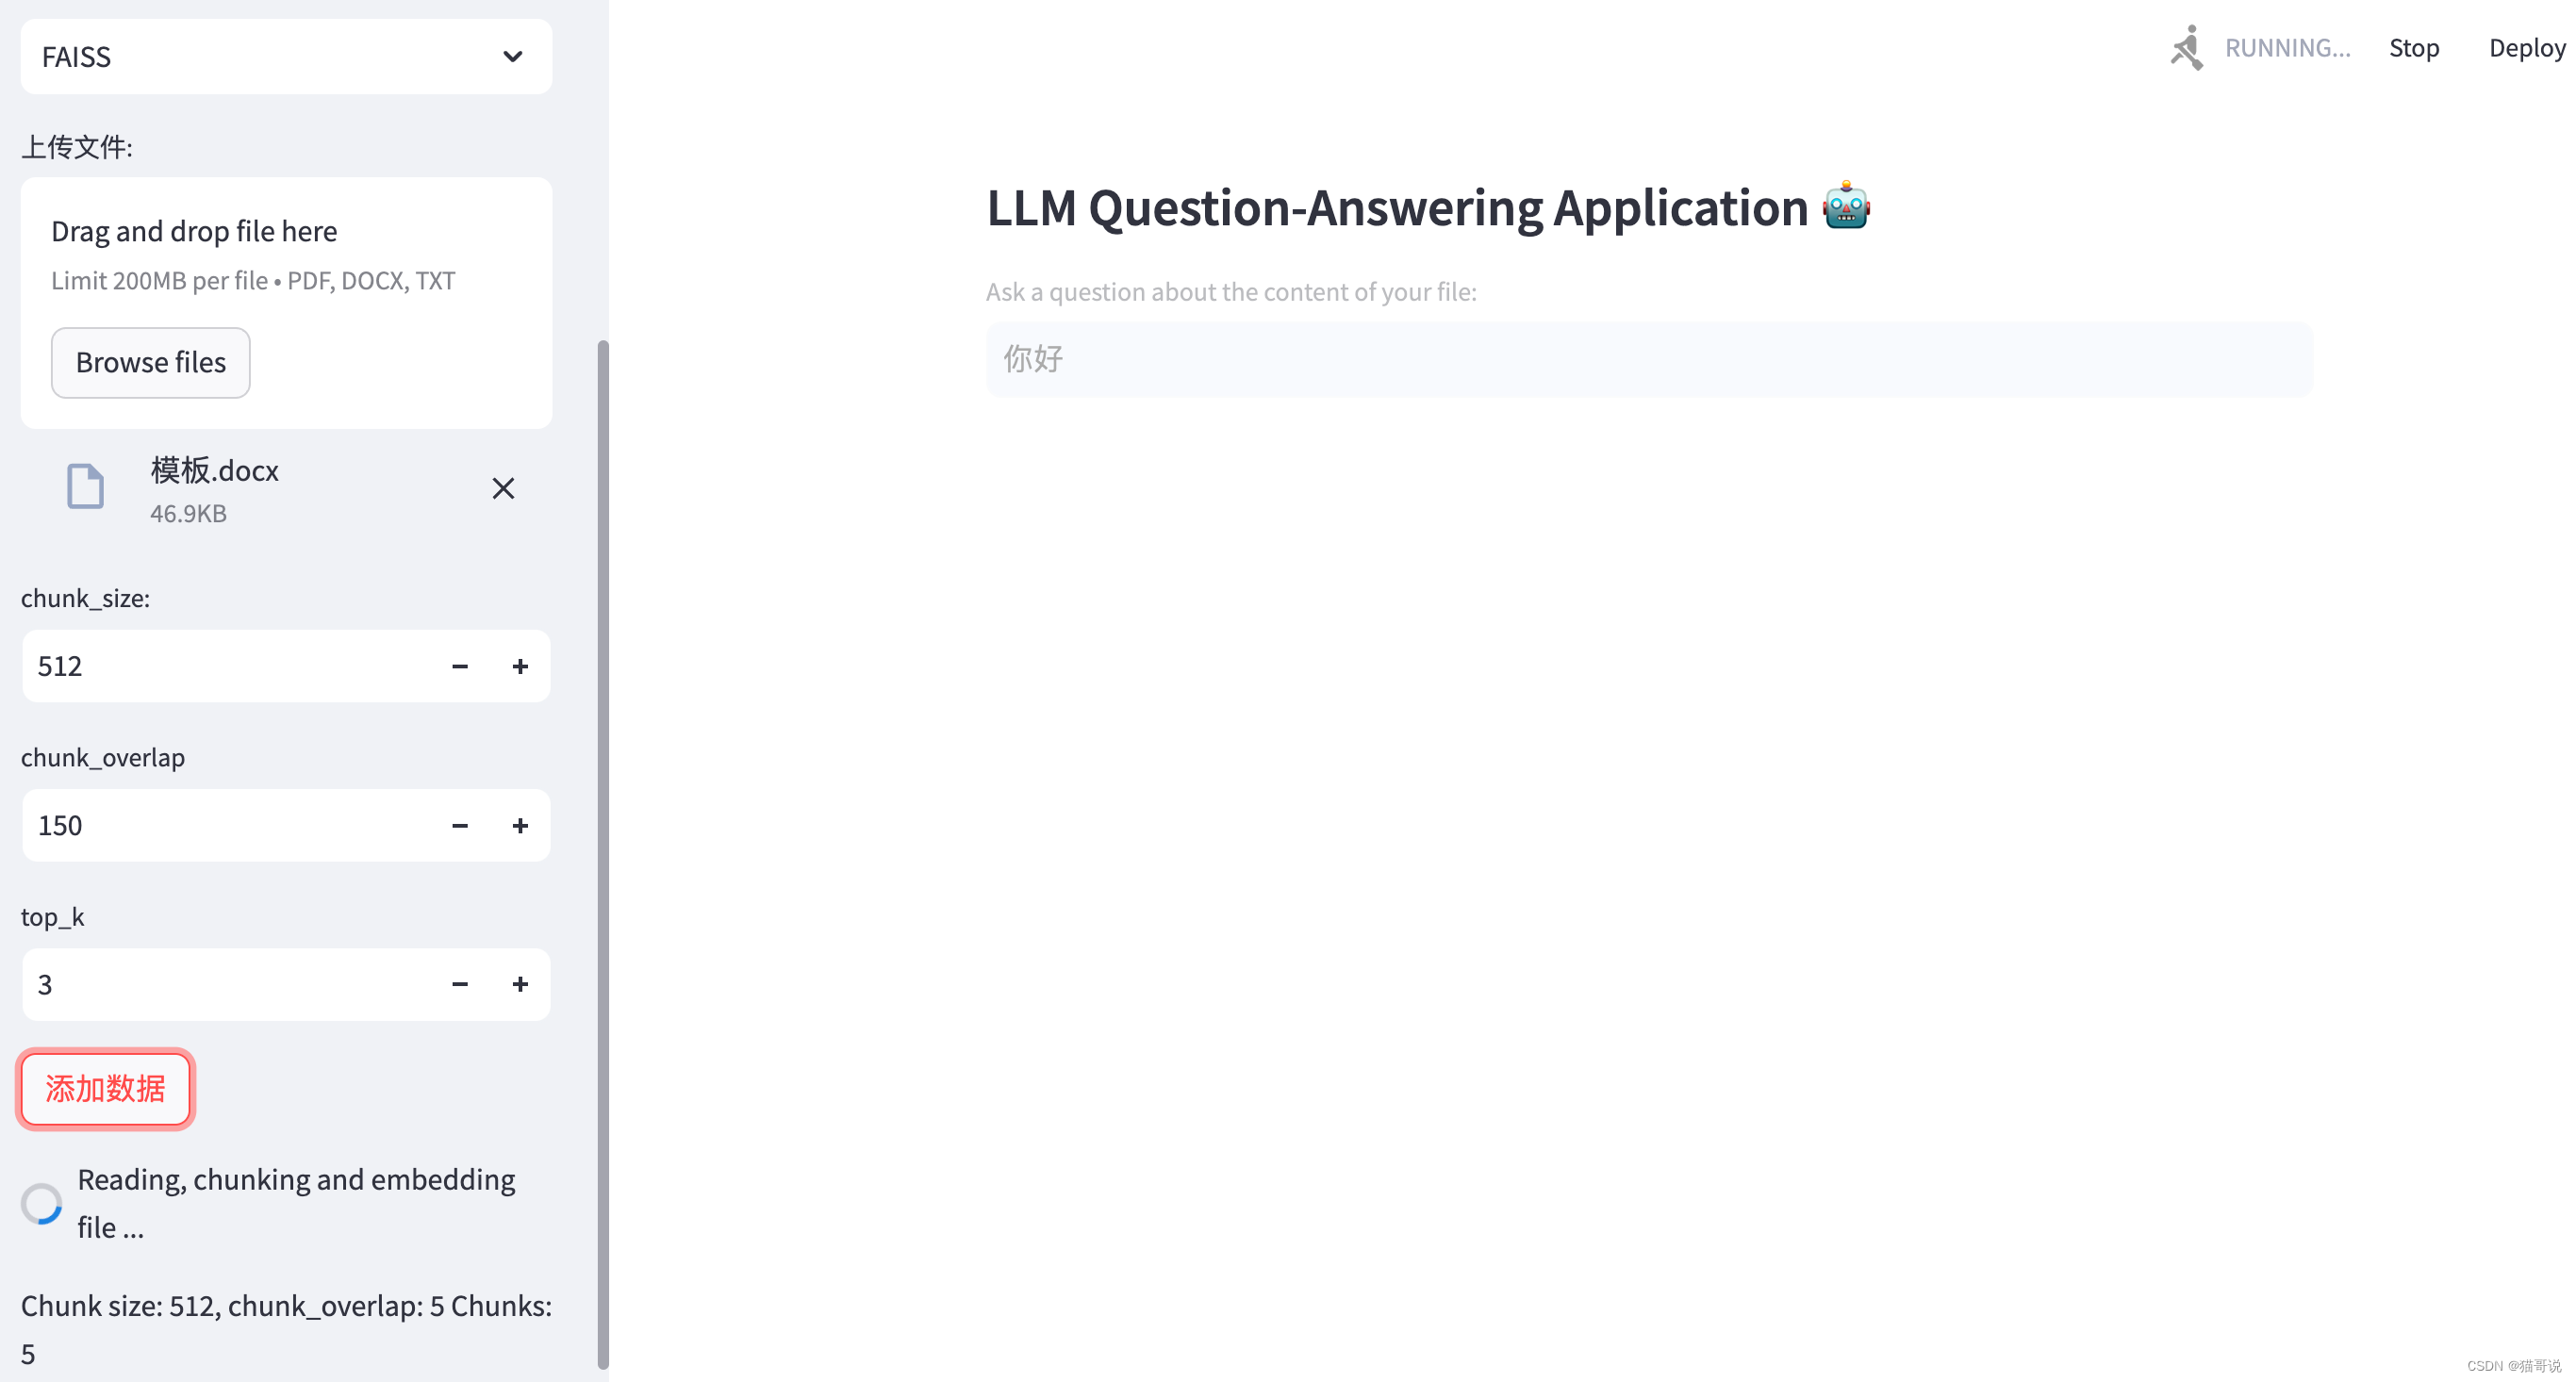 FAISS
上传文件:
Drag and drop file here
Limit 200MB per file • PDF, DOCX, TXT
Browse files
模板.docx
46.9KB
chunk_size:
512
chunk_overlap
150
top_k
3
添加数据
Reading, chunking and embedding
file ...
Chunk size: 512, chunk_overlap: 5 Chunks:
5
RUNNING...
Stop
Deploy
LLM Question-Answering Application
Ask a question about the content of your file:
你好
CSDN @猫哥说